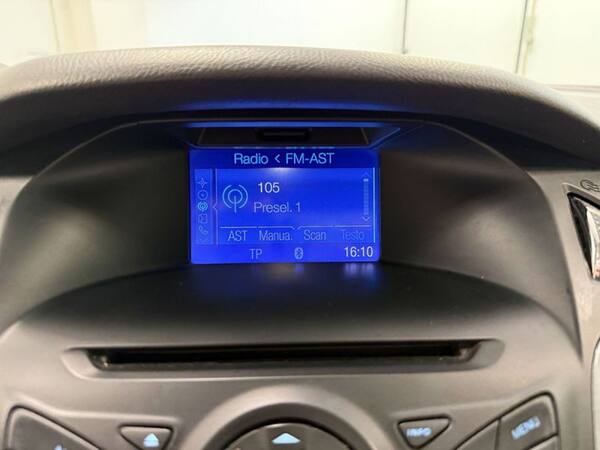 Radio < FM-AST
105
Presel. 1
AST Manua. Scan Testo
TP 16:10
INFO MENU